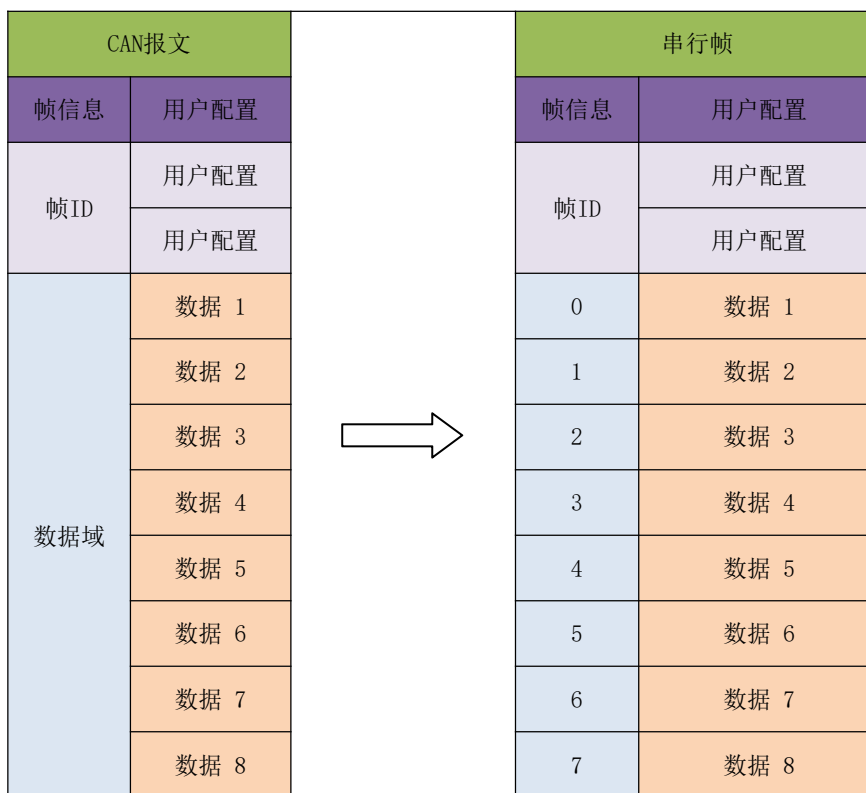 CAN报文 串行帧
帧信息 用户配置 帧信息 用户配置
用户配置 用户配置
帧ID 帧ID
用户配置 用户配置
数据 1 0 数据 1
数据 2 1 数据 2
数据 3 2 数据 3
数据 4 3 数据 4
数据域
数据 5 4 数据 5
数据 6 5 数据 6
数据 7 6 数据 7
数据 8 7 数据 8